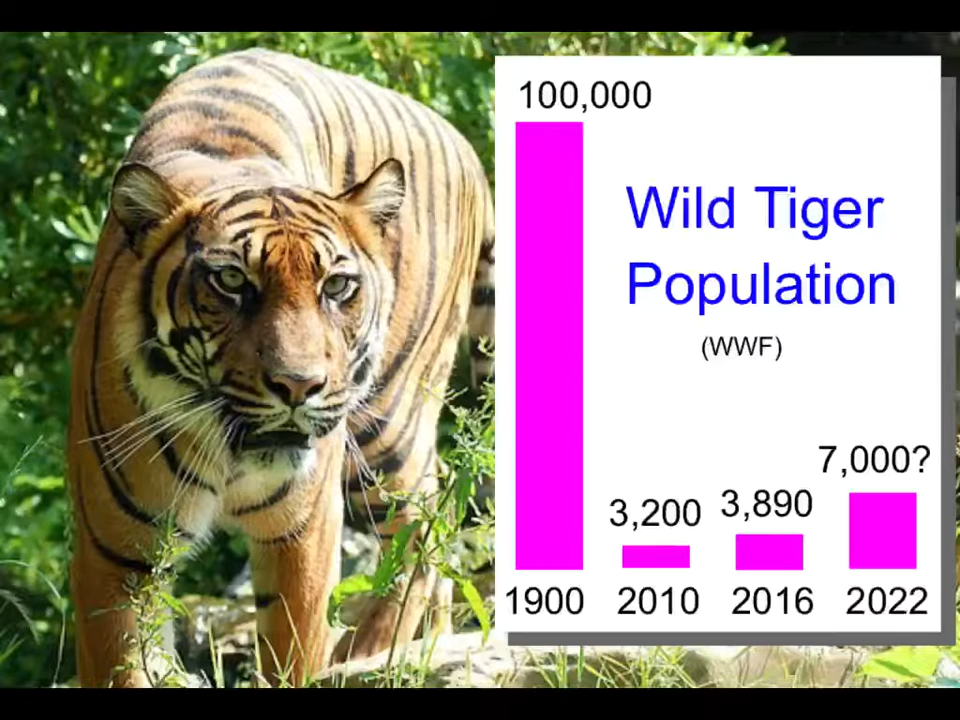 100,000
Wild Tiger
Population
(WWF)
7,000?
3,200 3,890
1900 2010 2016 2022